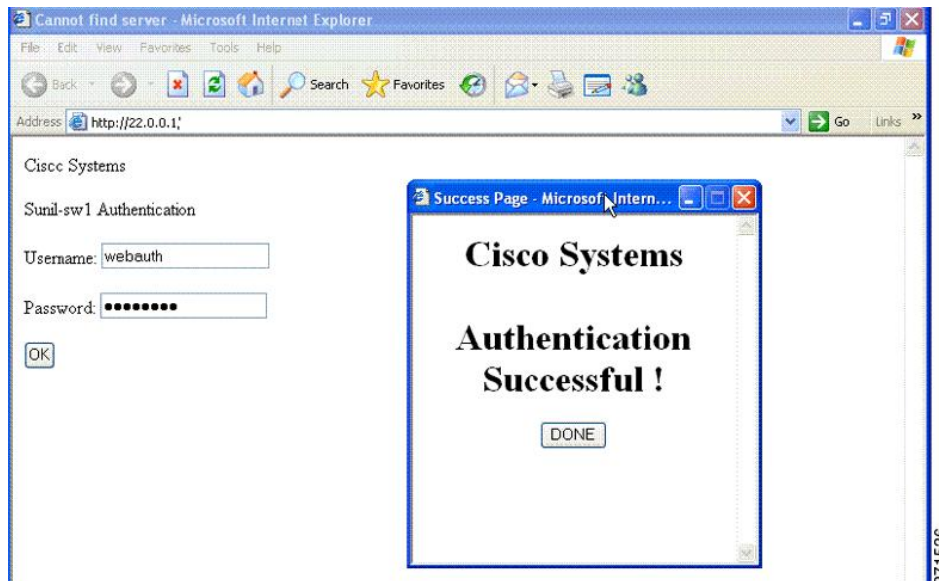 Cannot find server - Microsoft Internet Explorer
File Edit View Favorites Tools Help
Back Search Favorites
Address http://22.0.0.1/ Go Links »
Cisco Systems
Sunil-sw1 Authentication
Username: webauth
Password: ●●●●●●●●
OK
Success Page - Microsoft Intern...
Cisco Systems
Authentication
Successful !
DONE